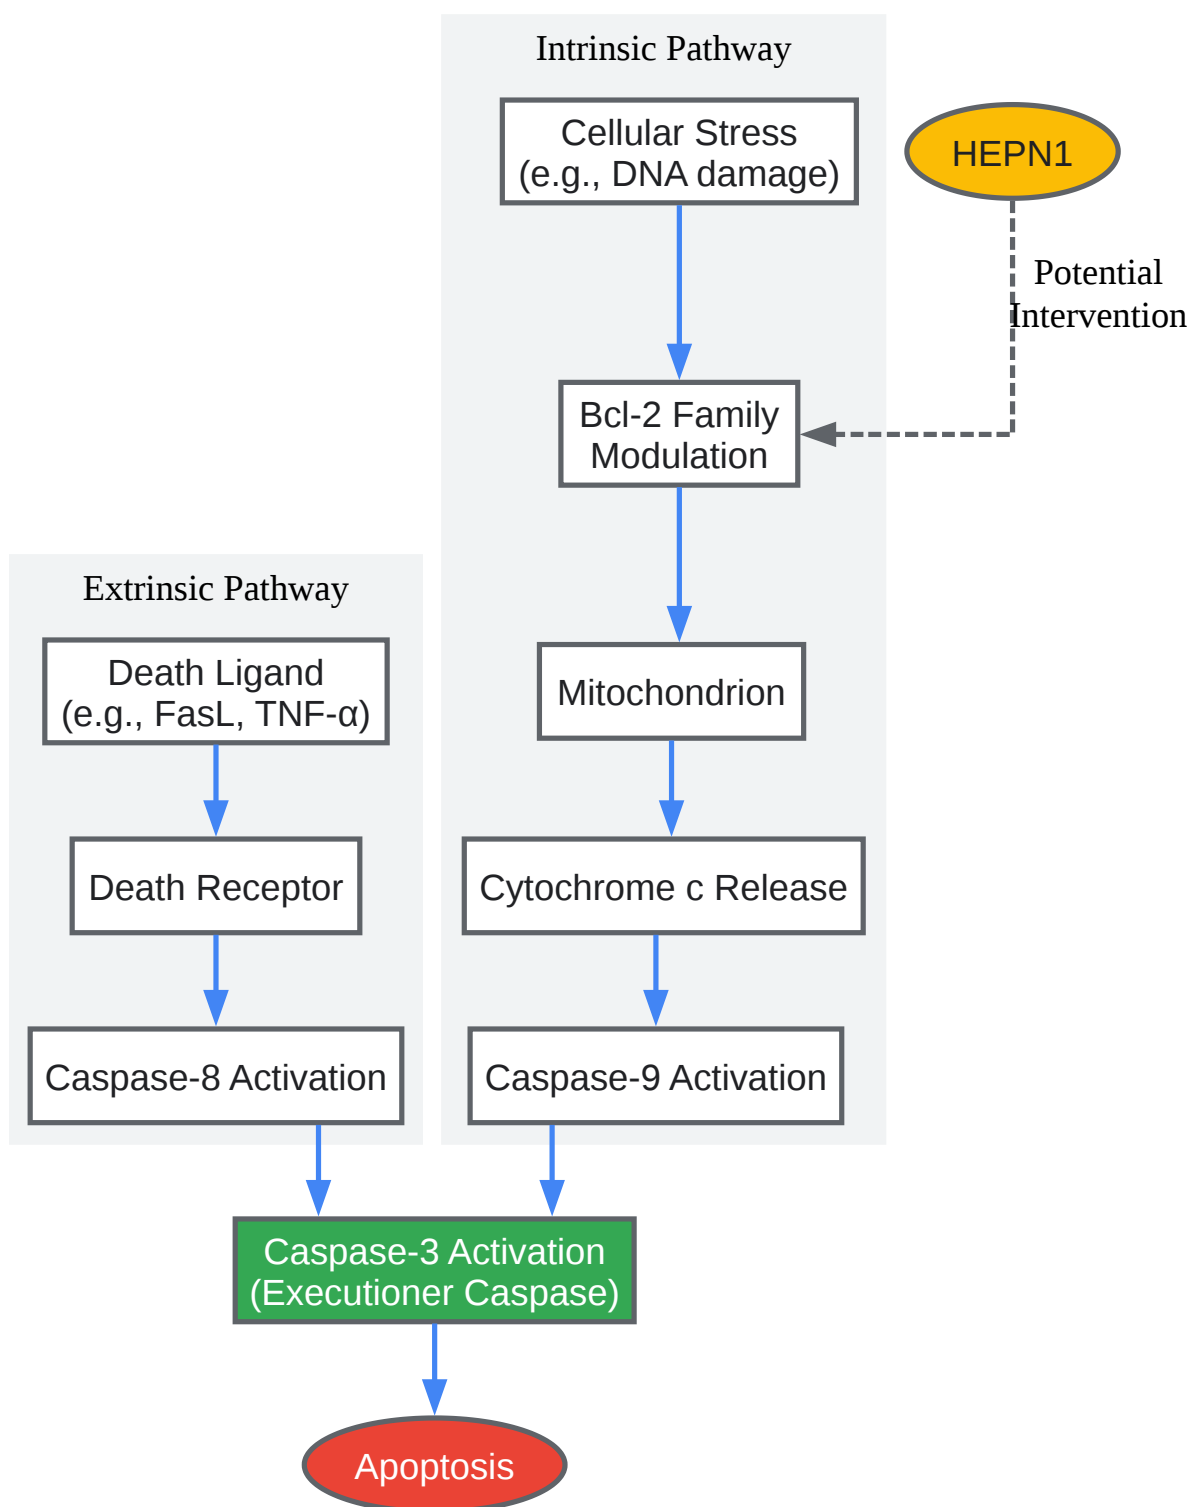 Intrinsic Pathway
Cellular Stress
(e.g., DNA damage)
HEPN1
Potential
Intervention
Bcl-2 Family
Modulation
Mitochondrion
Cytochrome c Release
Caspase-9 Activation
Extrinsic Pathway
Death Ligand
(e.g., FasL, TNF-α)
Death Receptor
Caspase-8 Activation
Caspase-3 Activation
(Executioner Caspase)
Apoptosis